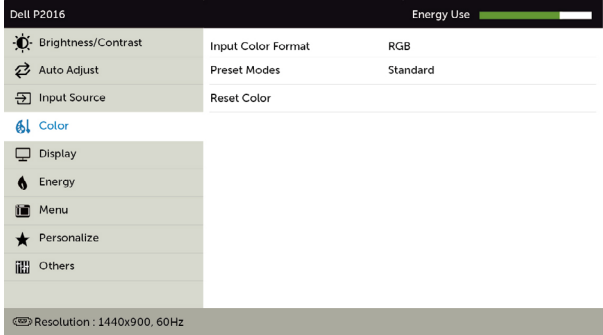 Dell P2016 Energy Use
Brightness/Contrast
Input Color Format RGB
Auto Adjust
Preset Modes Standard
Input Source
Reset Color
Color
Display
Energy
Menu
Personalize
Others
Resolution : 1440x900, 60Hz